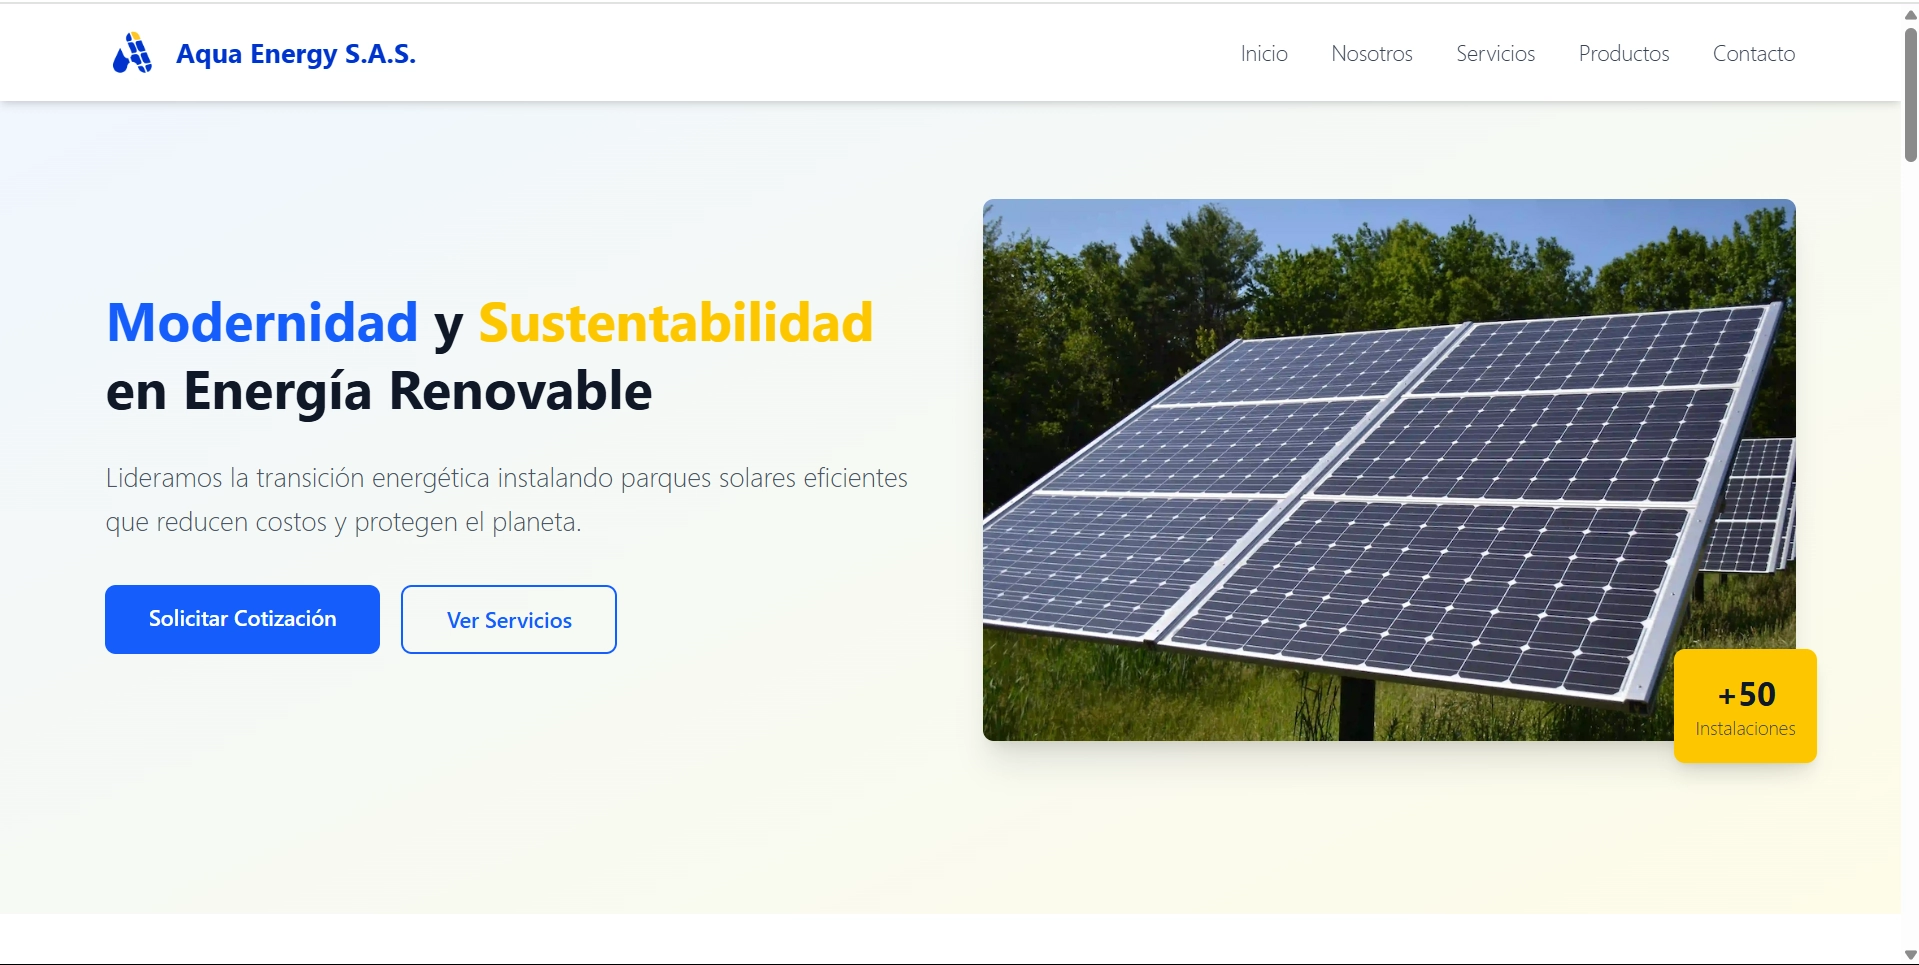 Aqua Energy S.A.S.
Inicio
Nosotros
Servicios
Productos
Contacto
Modernidad y Sustentabilidad
en Energía Renovable
Lideramos la transición energética instalando parques solares eficientes
que reducen costos y protegen el planeta.
Solicitar Cotización
Ver Servicios
+50
Instalaciones